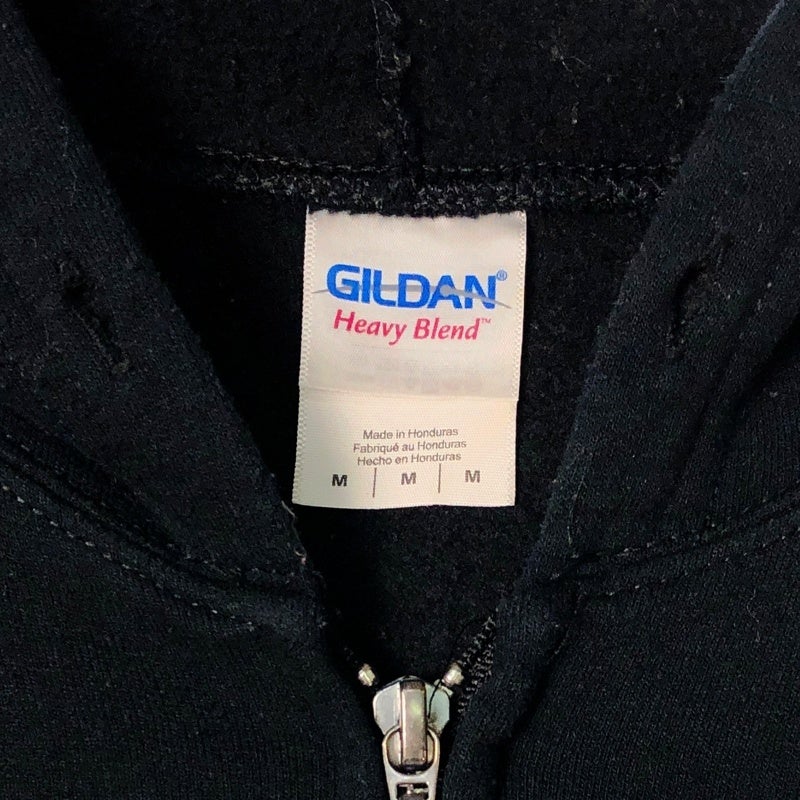 GILDAN®
Heavy Blend™
Made in Honduras
Fabriqué au Honduras
Hecho en Honduras
M | M | M